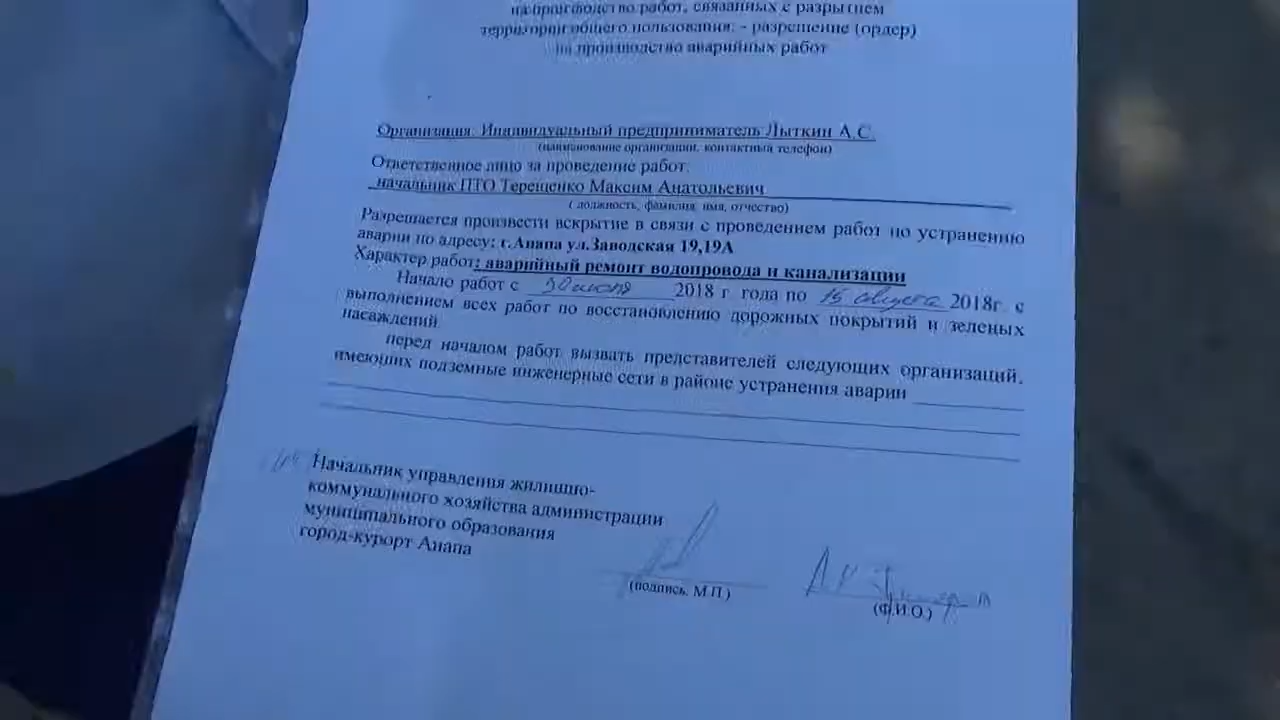 на производство работ, связанных с разрытием
территории общего пользования: - разрешение (ордер)
на производство аварийных работ
Организация. Индивидуальный предприниматель Лыткин А.С.
(наименование организации, контактный телефон)
Ответственное лицо за проведение работ:
начальник ПТО Терещенко Максим Анатольевич
( должность, фамилия, имя, отчество)
Разрешается произвести вскрытие в связи с проведением работ по устранению
аварии по адресу: г.Анапа ул.Заводская 19,19А
Характер работ: аварийный ремонт водопровода и канализации
Начало работ с 30 июля 2018 г. года по 15 августа 2018г. с
выполнением всех работ по восстановлению дорожных покрытий и зеленых
насаждений.
перед началом работ вызвать представителей следующих организаций,
имеющих подземные инженерные сети в районе устранения аварии
Начальник управления жилищно-
коммунального хозяйства администрации
муниципального образования
город-курорт Анапа
(подпись. М.П.)
(Ф.И.О.)